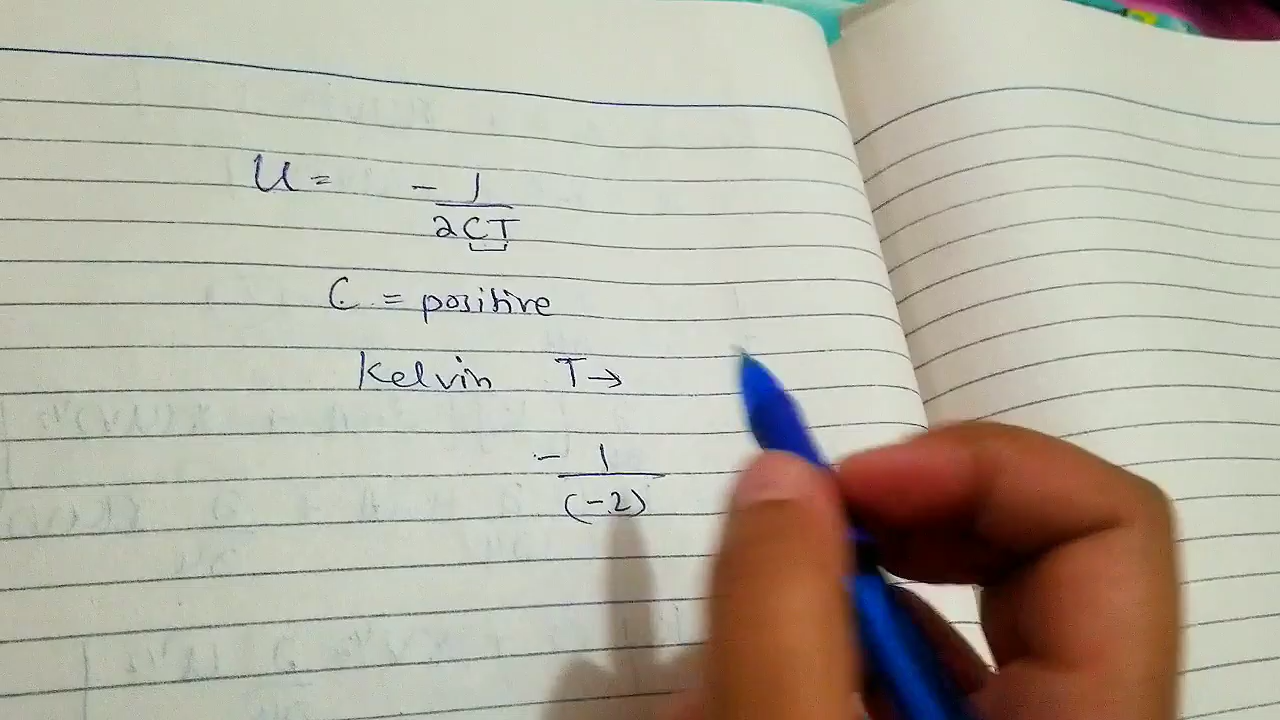 U = - 1 / 2CT
C = positive
Kelvin T →
- 1 / (-2)